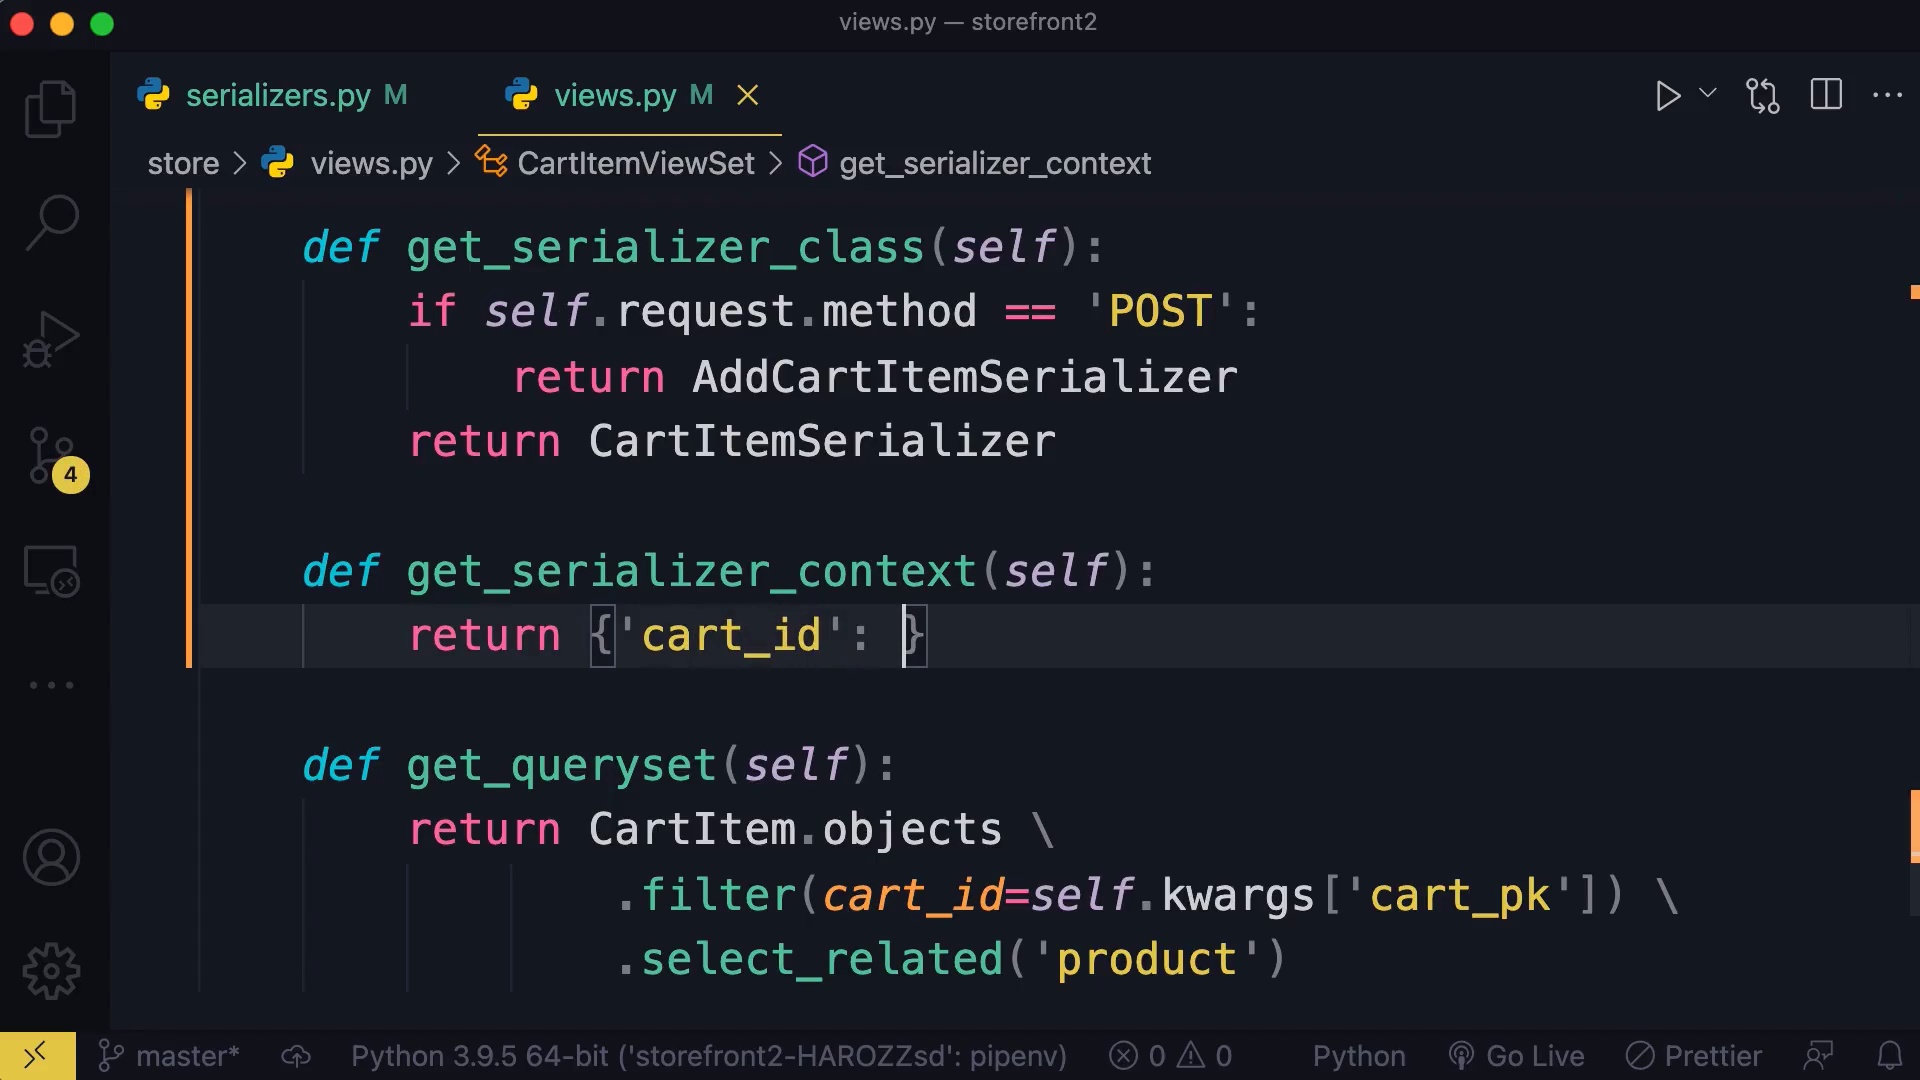 views.py — storefront2
serializers.py M
views.py M
store > views.py > CartItemViewSet > get_serializer_context
def get_serializer_class(self):
if self.request.method == 'POST':
return AddCartItemSerializer
return CartItemSerializer
def get_serializer_context(self):
return {'cart_id': }
def get_queryset(self):
return CartItem.objects \
.filter(cart_id=self.kwargs['cart_pk']) \
.select_related('product')
4
master* Python 3.9.5 64-bit ('storefront2-HAROZZsd': pipenv) 0 0 Python Go Live Prettier